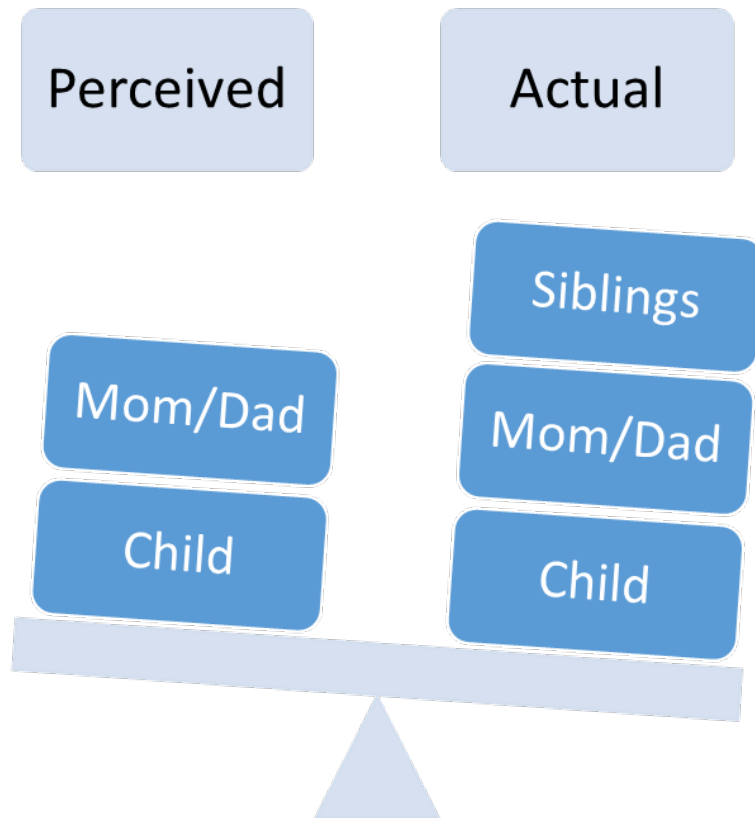 Perceived
Actual
Mom/Dad
Child
Siblings
Mom/Dad
Child